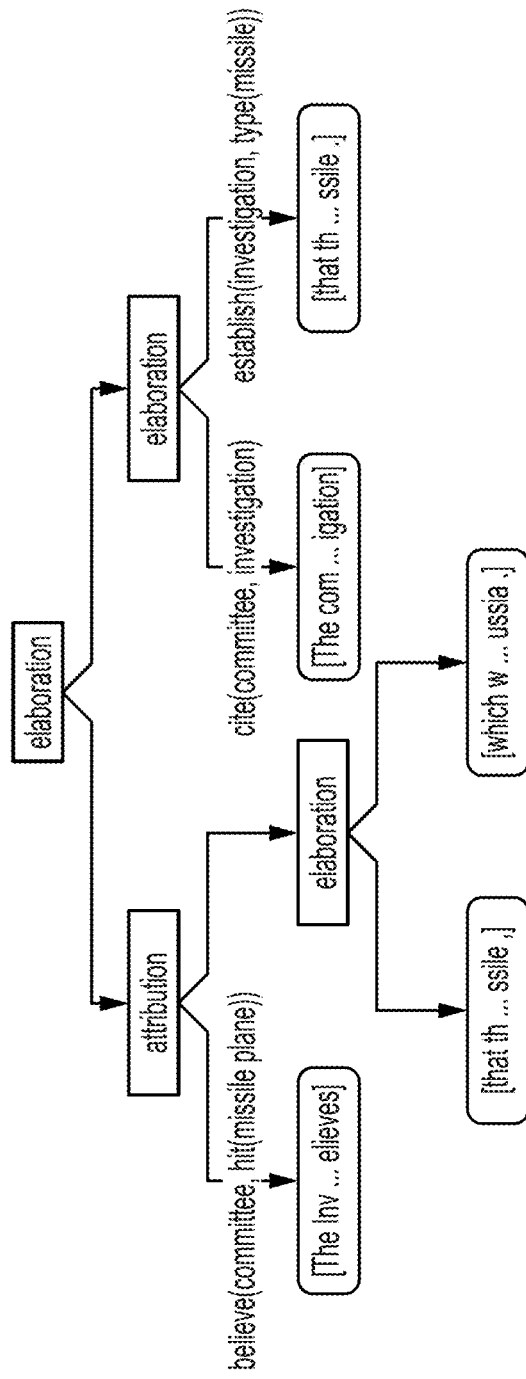 elaboration
attribution
elaboration
believe(committee, hit(missile plane))
cite(committee, investigation)
establish(investigation, type(missile))
[The Inv ... elieves]
elaboration
[The com ... igation]
[that th ... ssile .]
[that th ... ssile ,]
[which w ... ussia .]